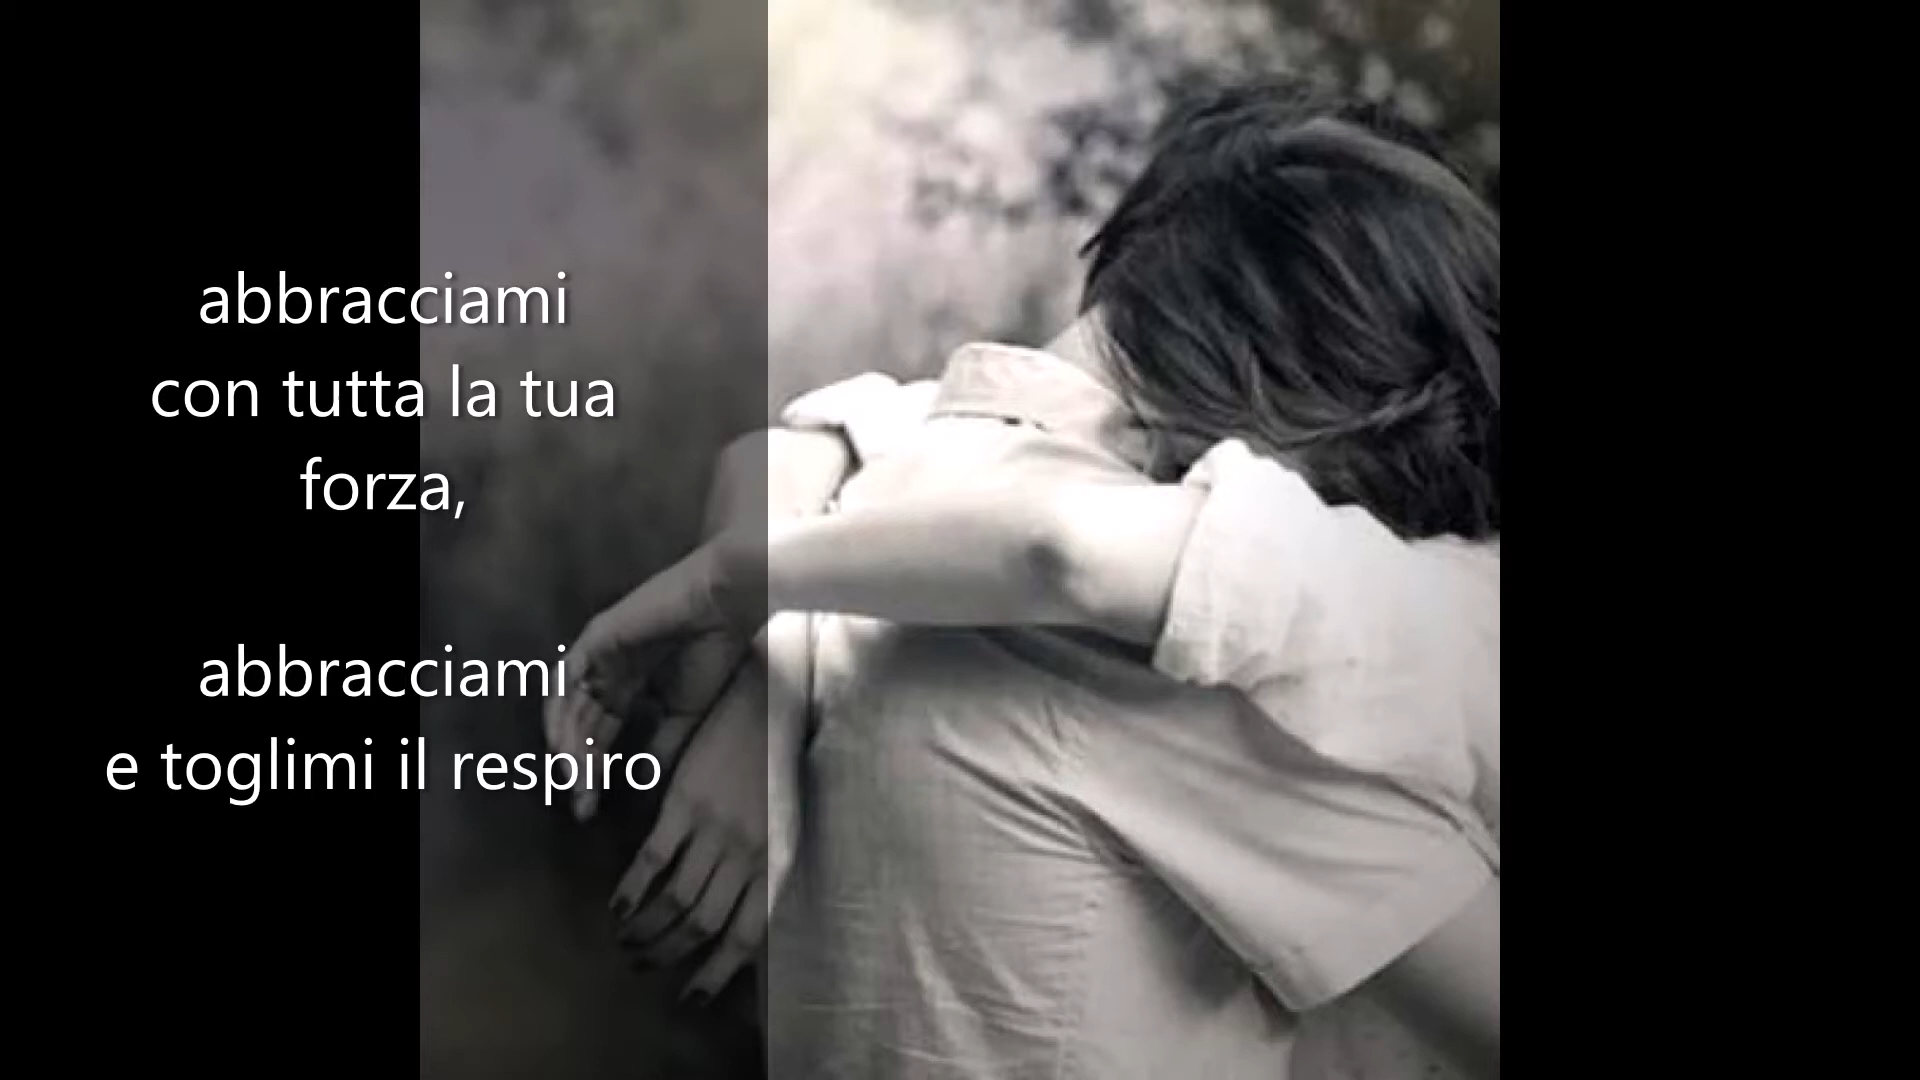 abbracciami
con tutta la tua
forza,
abbracciami
e toglimi il respiro